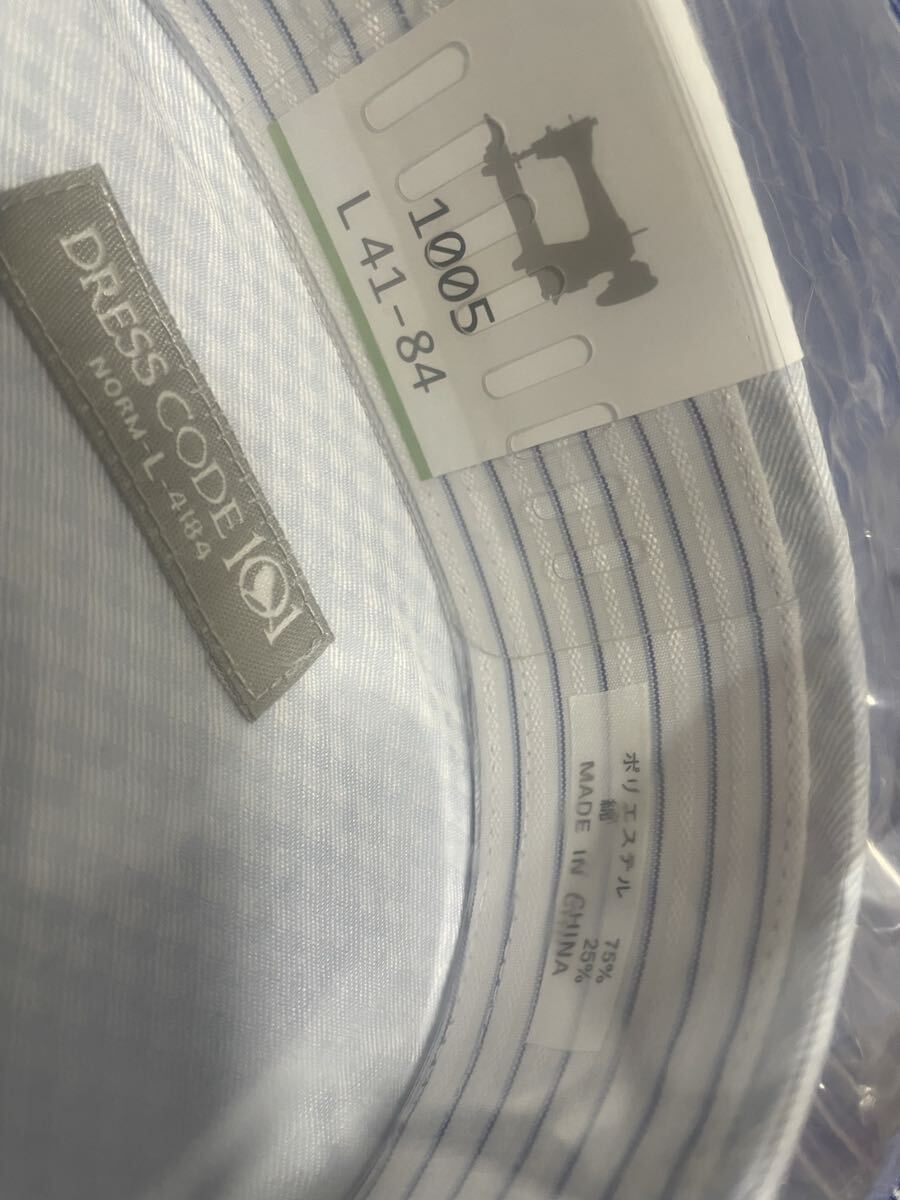 DRESS CODE 101
NORM-L 4184
1005
L 41-84
ポリエステル 75%
綿 25%
MADE IN CHINA